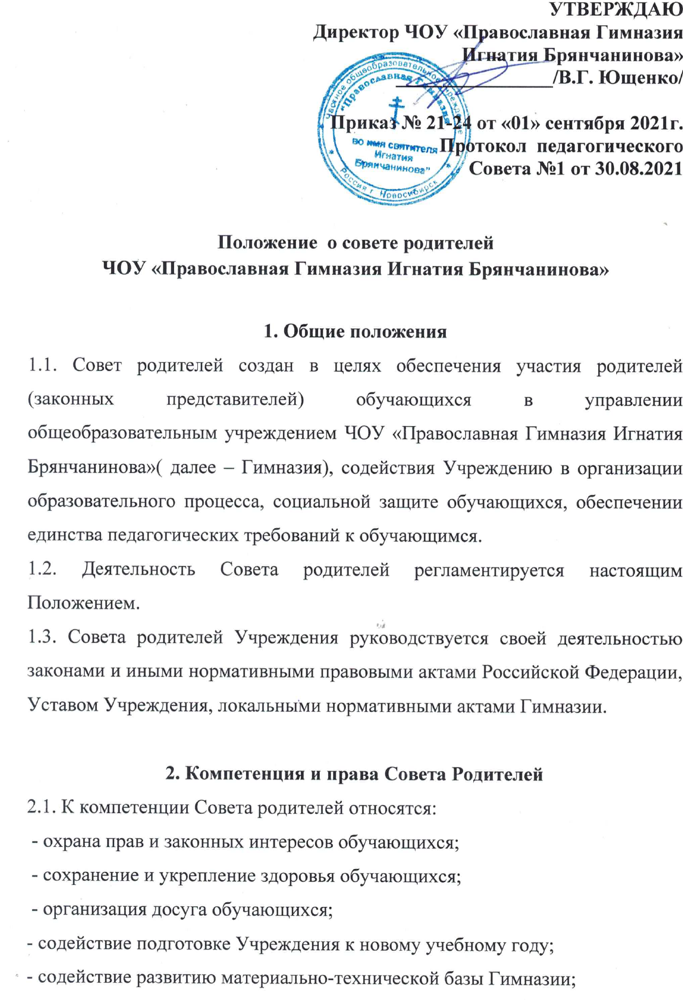 УТВЕРЖДАЮ
Директор ЧОУ «Православная Гимназия
Игнатия Брянчанинова»
________________/В.Г. Ющенко/
Частное общеобразовательное учреждение
«Православная Гимназия
во имя святителя
Игнатия
Брянчанинова"
Россия г Новосибирск
Приказ № 21-24 от «01» сентября 2021г.
Протокол  педагогического
Совета №1 от 30.08.2021
Положение  о совете родителей
ЧОУ «Православная Гимназия Игнатия Брянчанинова»
1. Общие положения
1.1. Совет родителей создан в целях обеспечения участия родителей
(законных представителей) обучающихся в управлении
общеобразовательным учреждением ЧОУ «Православная Гимназия Игнатия
Брянчанинова»( далее – Гимназия), содействия Учреждению в организации
образовательного процесса, социальной защите обучающихся, обеспечении
единства педагогических требований к обучающимся.
1.2. Деятельность Совета родителей регламентируется настоящим
Положением.
1.3. Совета родителей Учреждения руководствуется своей деятельностью
законами и иными нормативными правовыми актами Российской Федерации,
Уставом Учреждения, локальными нормативными актами Гимназии.
2. Компетенция и права Совета Родителей
2.1. К компетенции Совета родителей относятся:
- охрана прав и законных интересов обучающихся;
- сохранение и укрепление здоровья обучающихся;
- организация досуга обучающихся;
- содействие подготовке Учреждения к новому учебному году;
- содействие развитию материально-технической базы Гимназии;